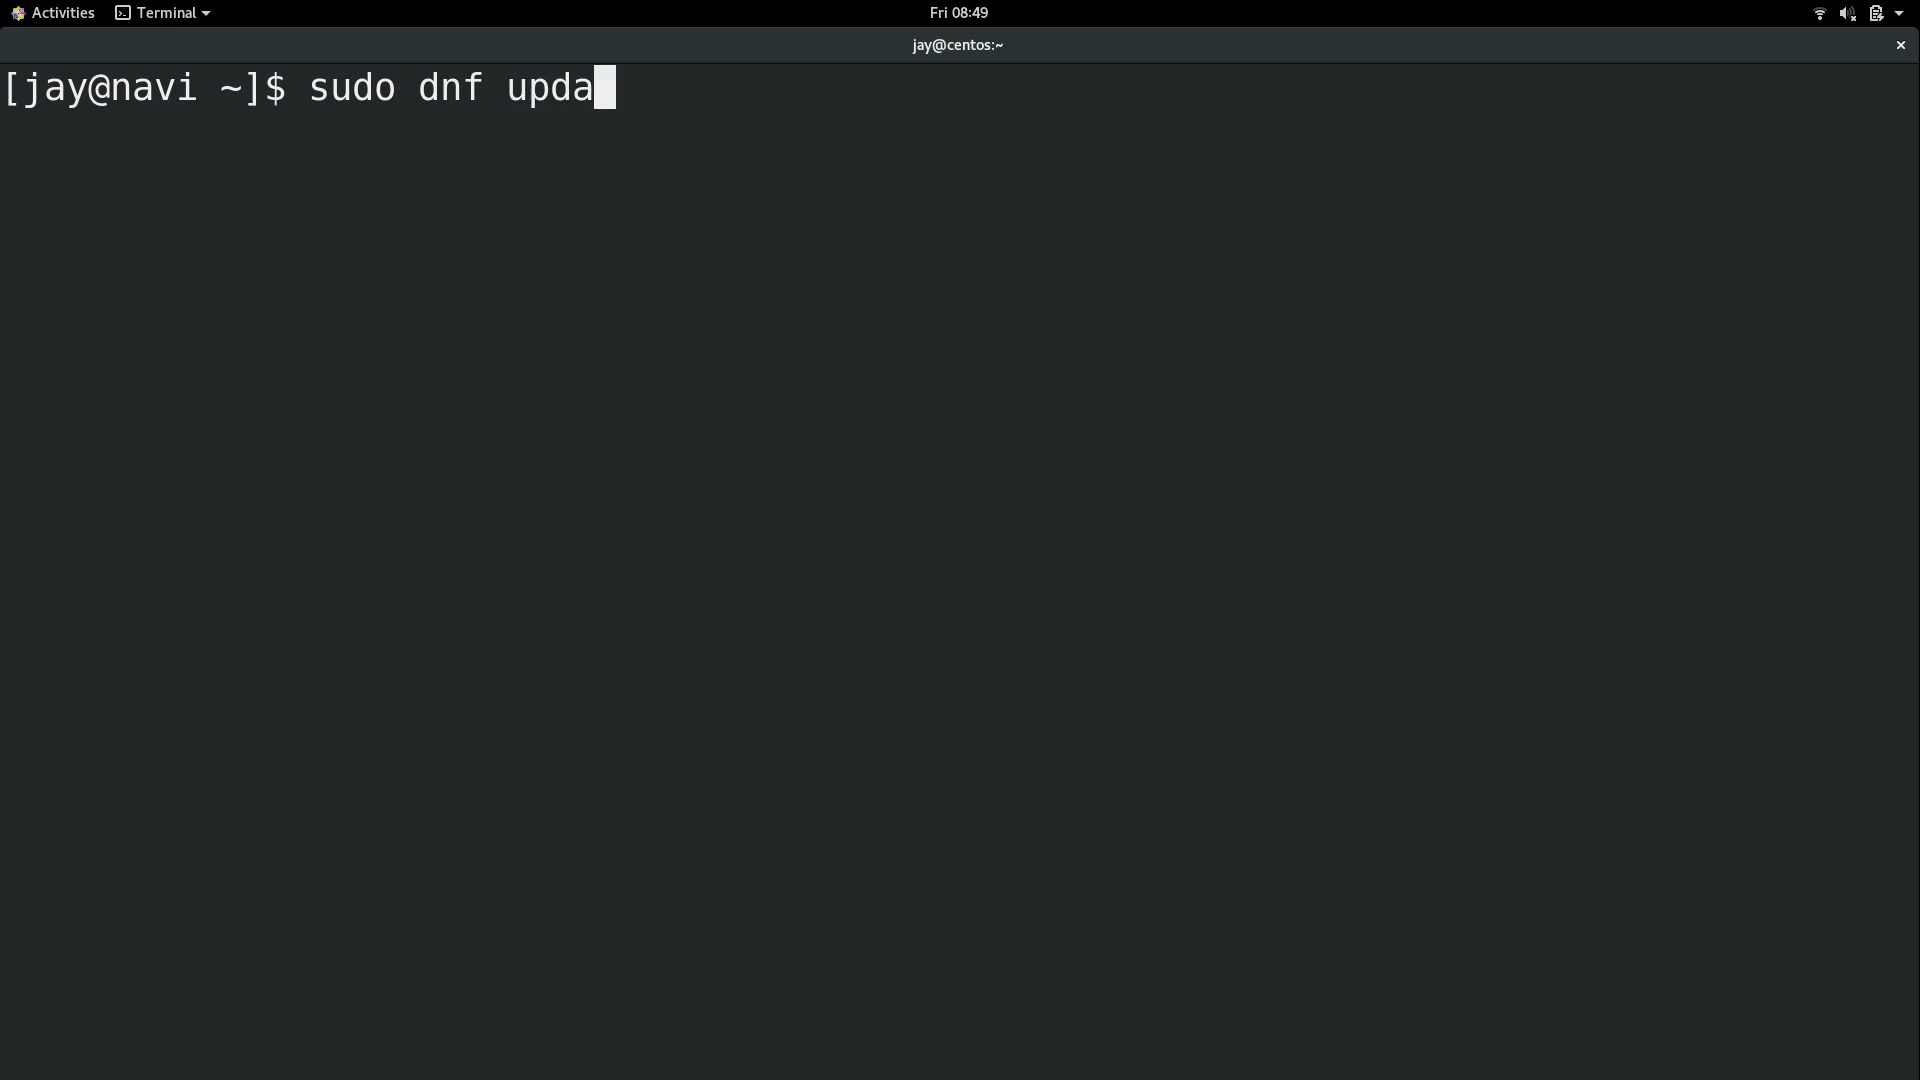 Activities Terminal Fri 08:49
jay@centos:~
[jay@navi ~]$ sudo dnf upda